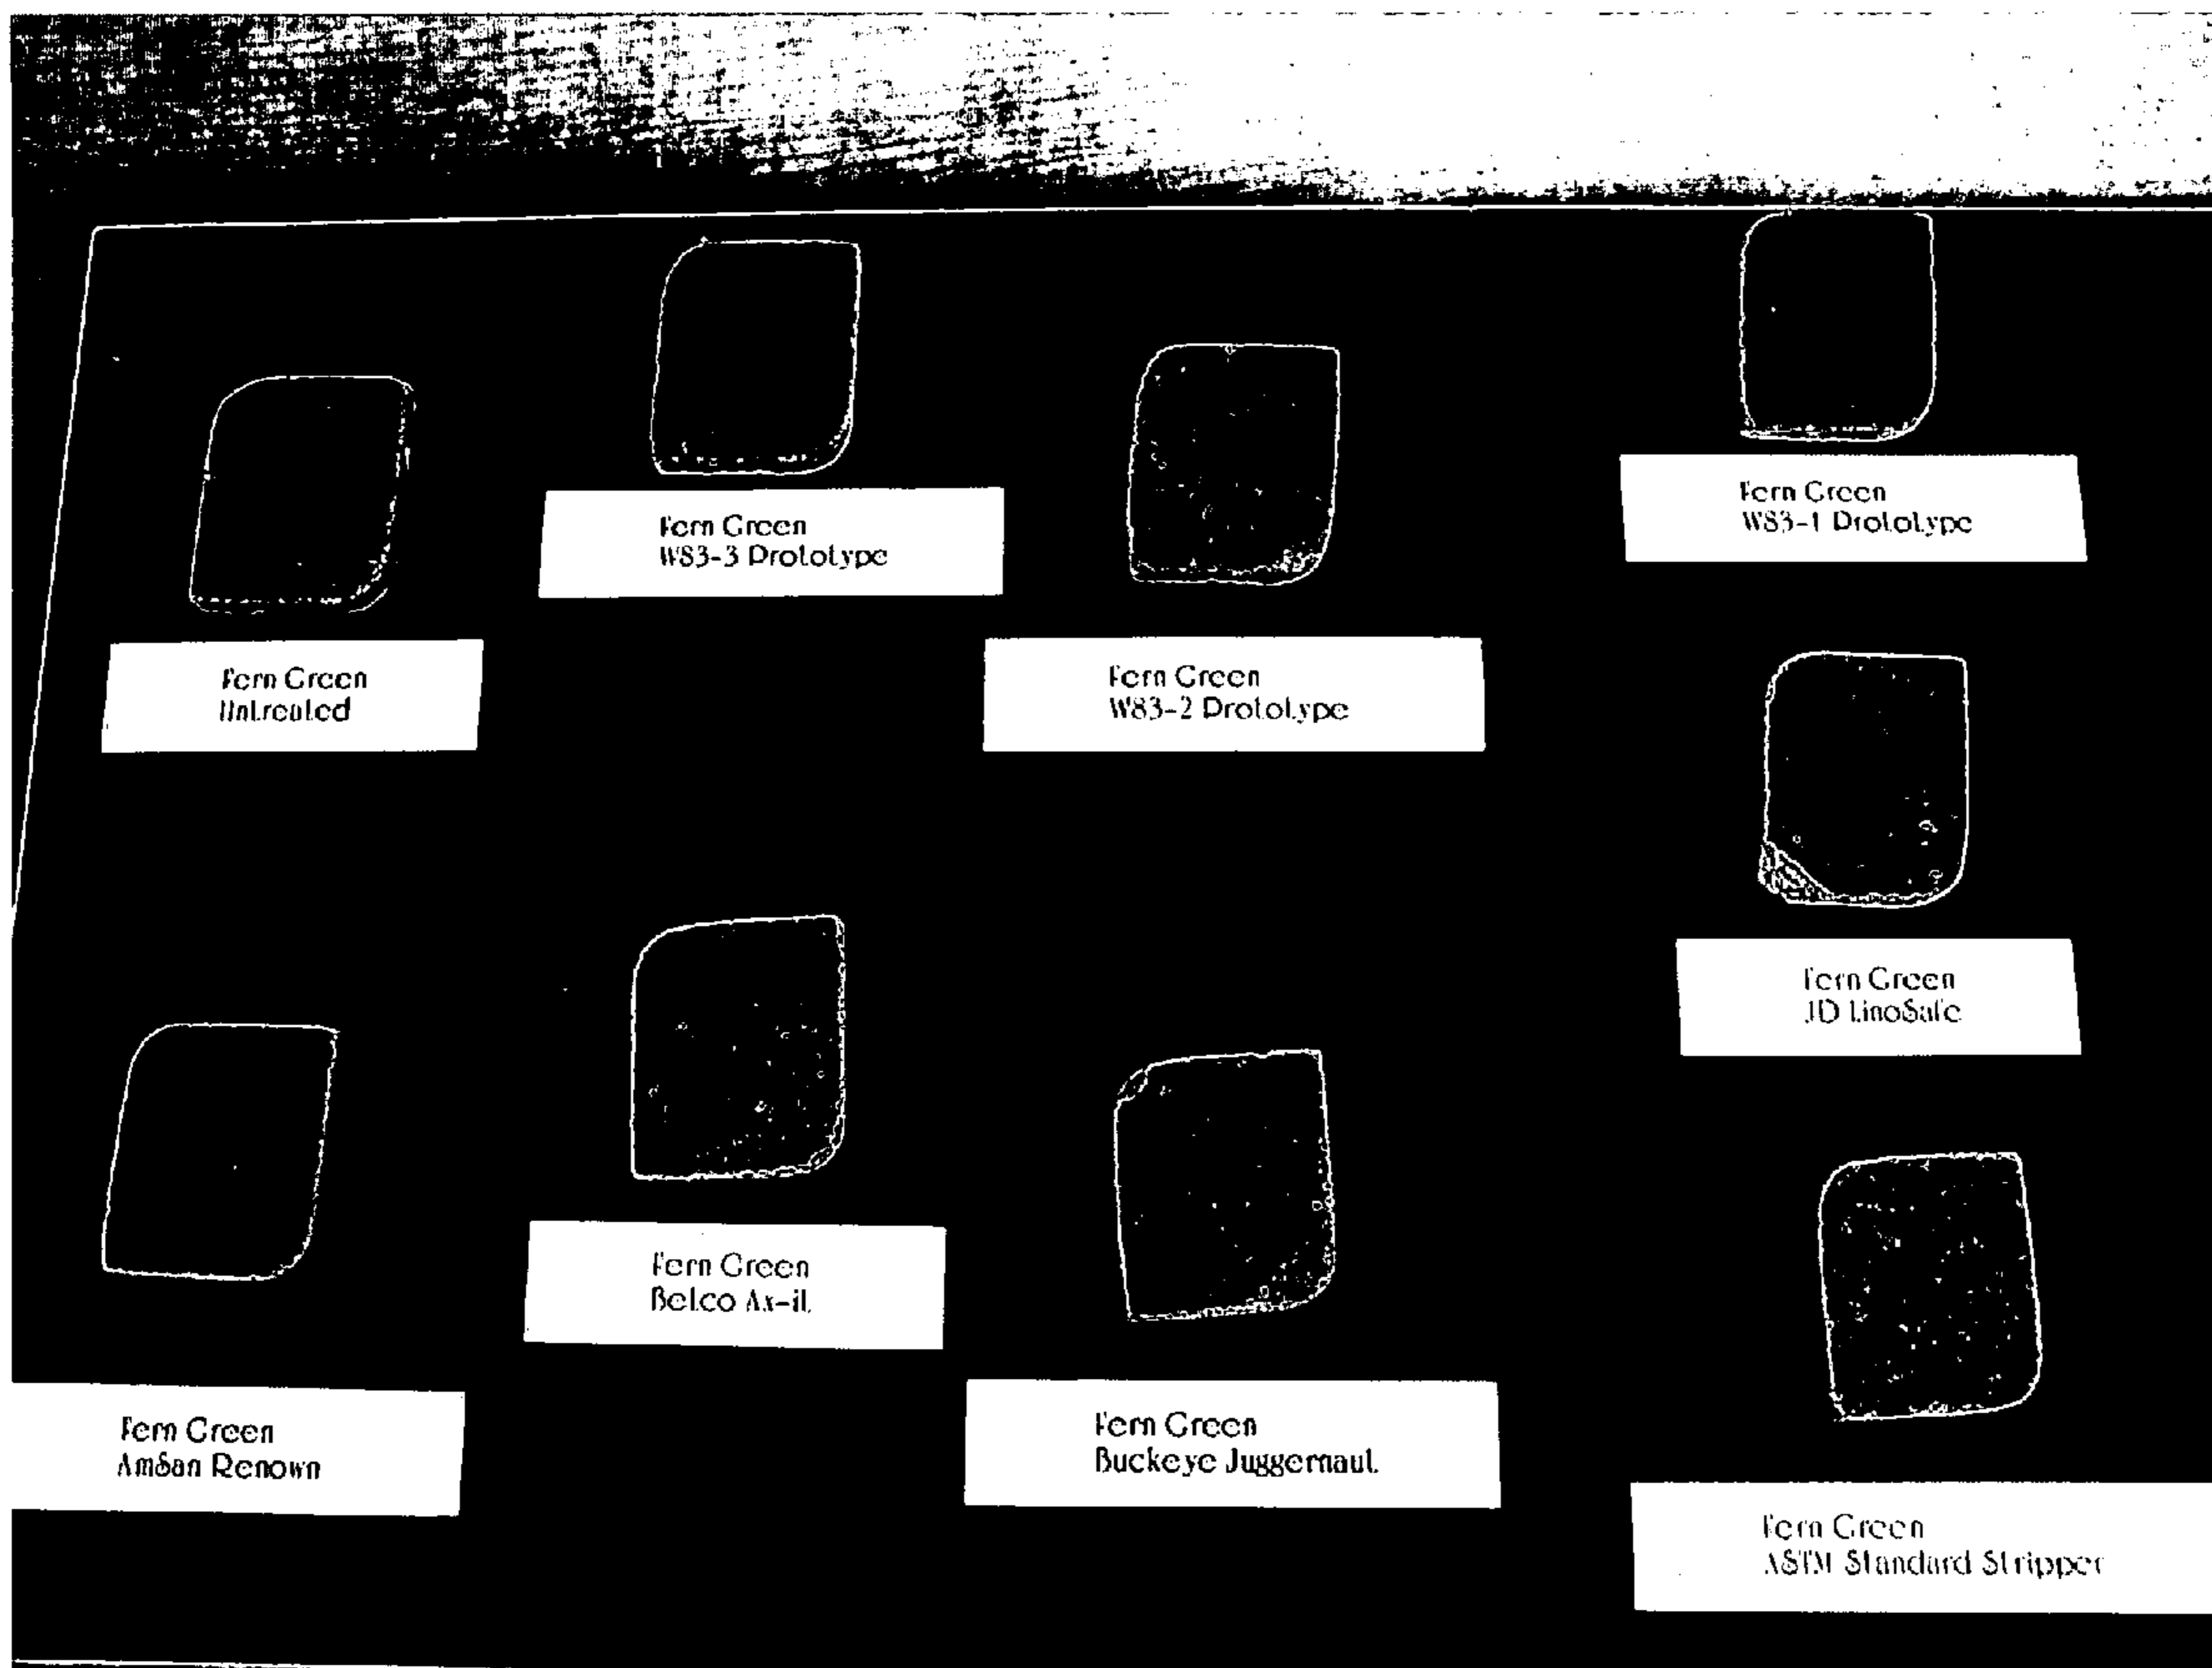 Fern Green
W83-3 Prototype
Fern Green
W83-1 Prototype
Fern Green
Untreated
Fern Green
W83-2 Prototype
Fern Green
JD LinoSafe
Fern Green
Betco Ax-it
Fern Green
AmSan Renown
Fern Green
Buckeye Juggernaut
Fern Green
ASTM Standard Stripper